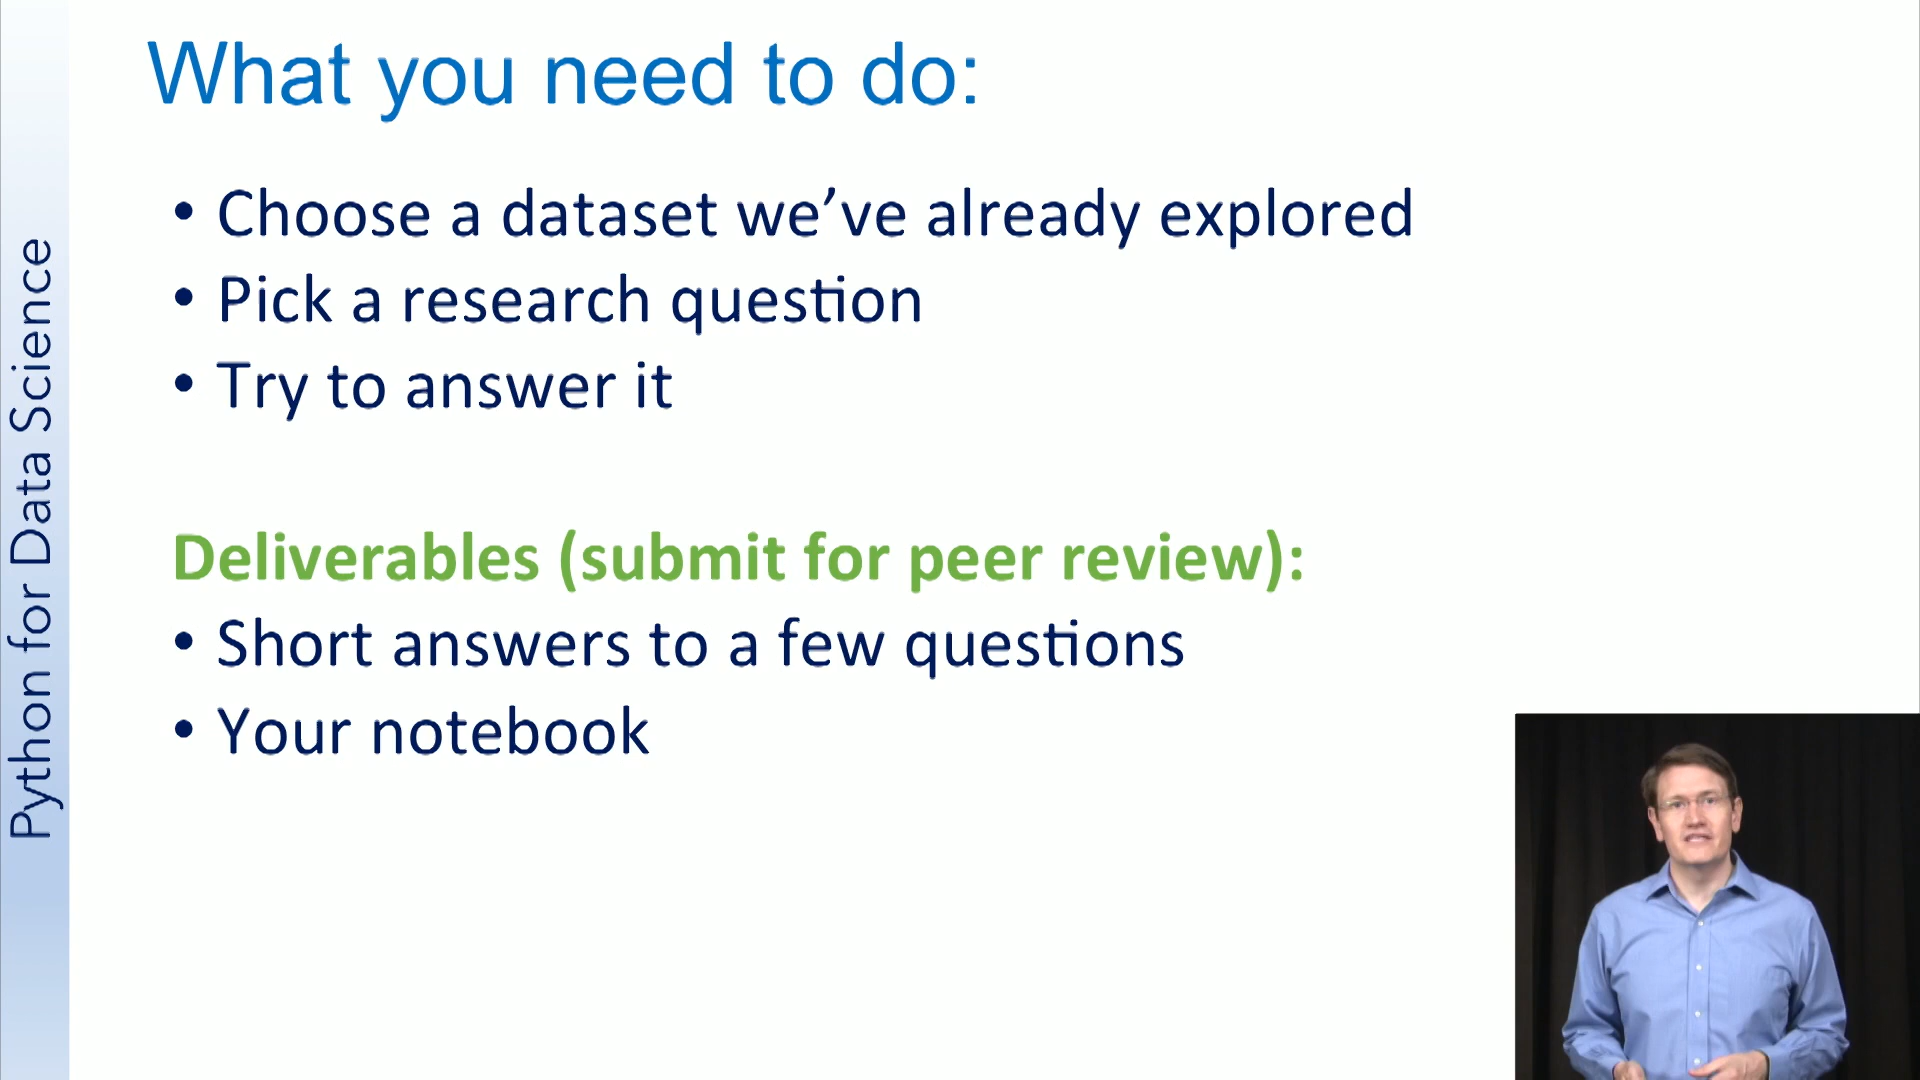 What you need to do:
• Choose a dataset we’ve already explored
• Pick a research question
• Try to answer it
Deliverables (submit for peer review):
• Short answers to a few questions
• Your notebook
Python for Data Science